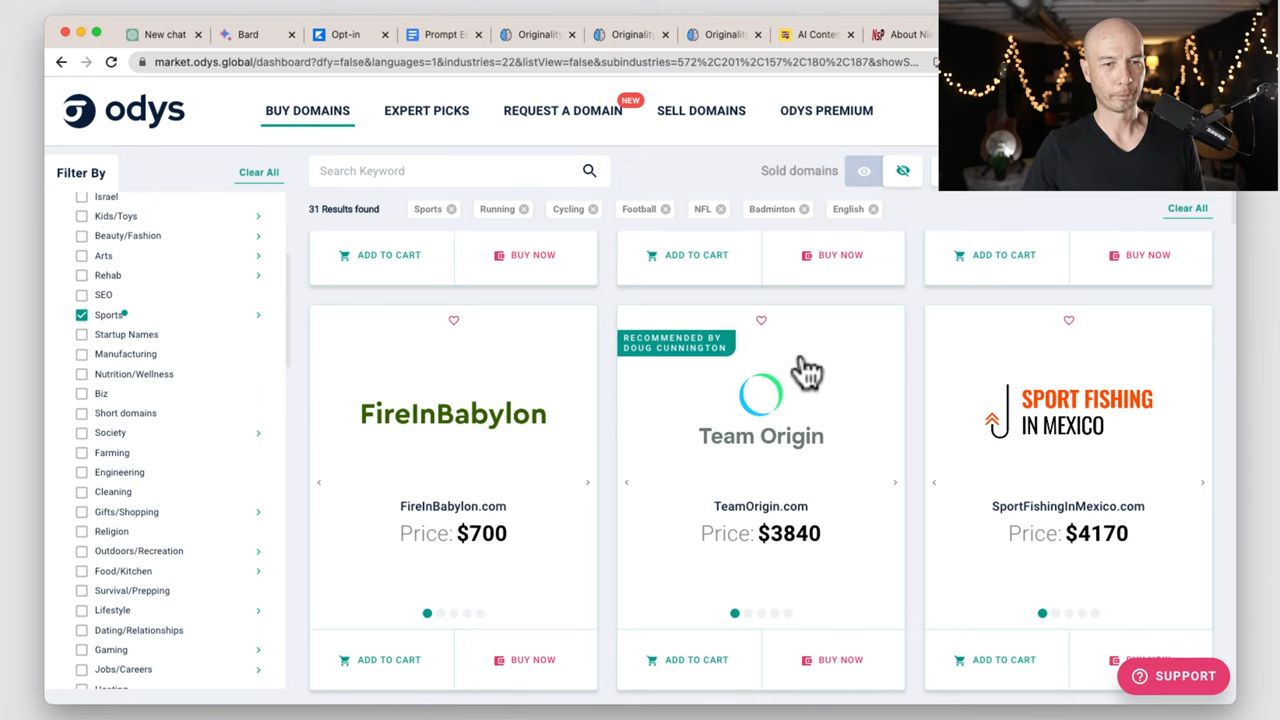 New chat
Bard
Opt-in
Prompt E
Originality
Originality
Originality
AI Conten
About Nic
market.odys.global/dashboard?dfy=false&languages=1&industries=22&listView=false&subindustries=572%2C201%2C157%2C180%2C187&showS...
odys
BUY DOMAINS
EXPERT PICKS
REQUEST A DOMAIN
NEW
SELL DOMAINS
ODYS PREMIUM
Filter By
Clear All
Search Keyword
Sold domains
31 Results found
Sports
Running
Cycling
Football
NFL
Badminton
English
Clear All
Israel
Kids/Toys
Beauty/Fashion
Arts
Rehab
SEO
Sports
Startup Names
Manufacturing
Nutrition/Wellness
Biz
Short domains
Society
Farming
Engineering
Cleaning
Gifts/Shopping
Religion
Outdoors/Recreation
Food/Kitchen
Survival/Prepping
Lifestyle
Dating/Relationships
Gaming
Jobs/Careers
ADD TO CART
BUY NOW
ADD TO CART
BUY NOW
ADD TO CART
BUY NOW
FireInBabylon
FireInBabylon.com
Price: $700
ADD TO CART
BUY NOW
RECOMMENDED BY
DOUG CUNNINGTON
Team Origin
TeamOrigin.com
Price: $3840
ADD TO CART
BUY NOW
SPORT FISHING
IN MEXICO
SportFishingInMexico.com
Price: $4170
ADD TO CART
SUPPORT